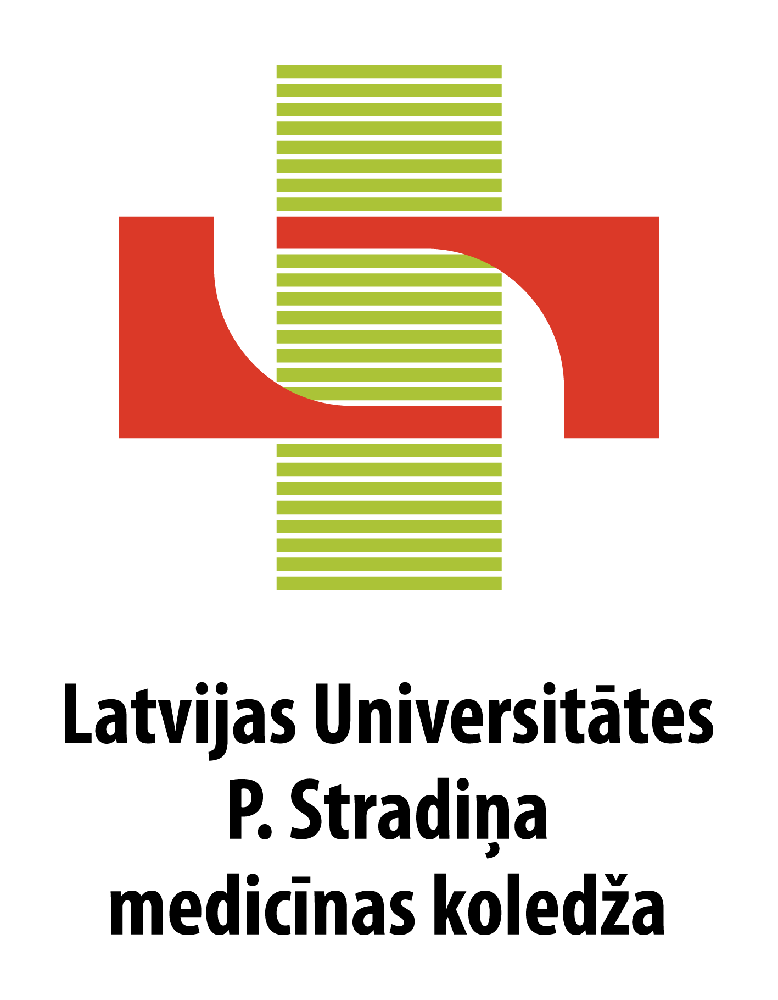 Latvijas Universitātes
P. Stradiņa
medicīnas koledža